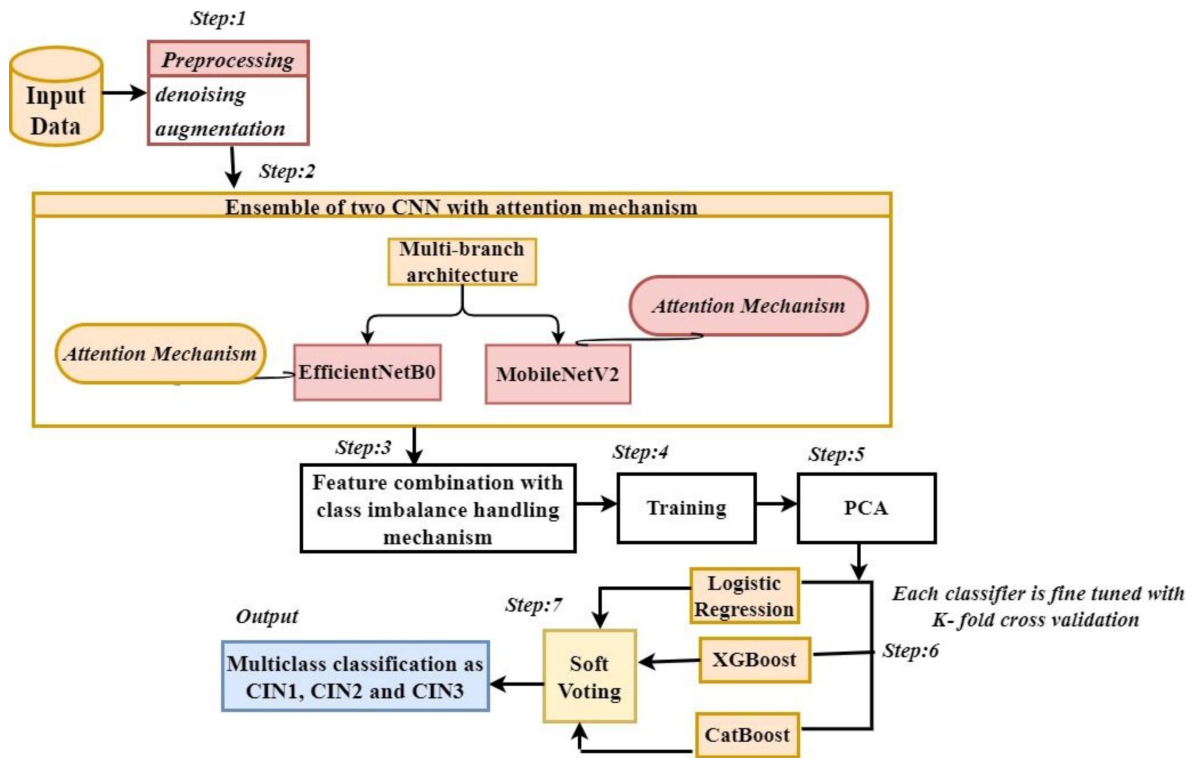 Step:1
Preprocessing
denoising
augmentation
Input
Data
Step:2
Ensemble of two CNN with attention mechanism
Multi-branch
architecture
Attention Mechanism
Attention Mechanism
EfficientNetB0
MobileNetV2
Step:3
Feature combination with
class imbalance handling
mechanism
Step:4
Training
Step:5
PCA
Logistic
Regression
XGBoost
CatBoost
Each classifier is fine tuned with
K- fold cross validation
Step:6
Step:7
Soft
Voting
Output
Multiclass classification as
CIN1, CIN2 and CIN3